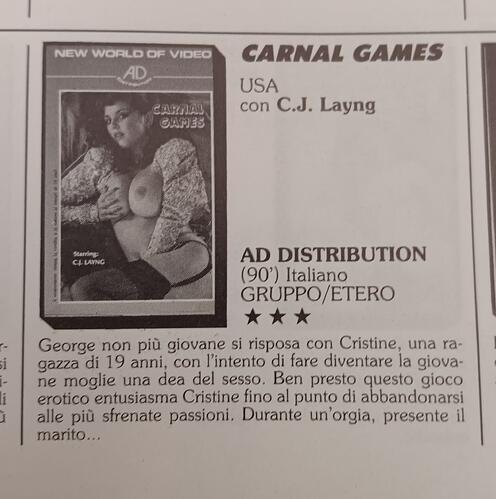 NEW WORLD OF VIDEO
AD
CARNAL
GAMES
Starring:
C.J. LAYNG
CARNAL GAMES
USA
con C.J. Layng
AD DISTRIBUTION
(90') Italiano
GRUPPO/ETERO
★ ★ ★
George non più giovane si risposa con Cristine, una ra-
gazza di 19 anni, con l'intento di fare diventare la giova-
ne moglie una dea del sesso. Ben presto questo gioco
erotico entusiasma Cristine fino al punto di abbandonarsi
alle più sfrenate passioni. Durante un'orgia, presente il
marito...